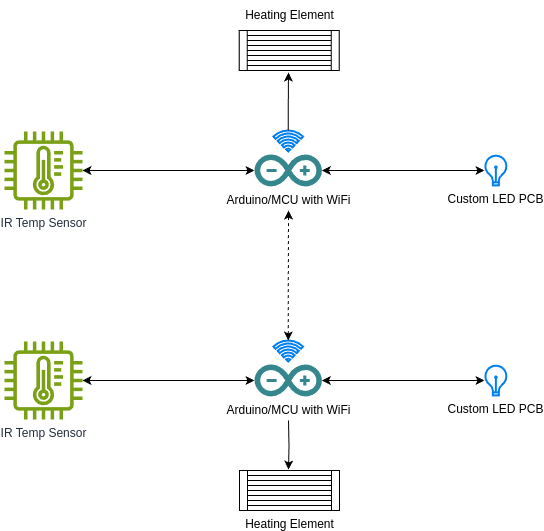 Heating Element
Arduino/MCU with WiFi
Custom LED PCB
IR Temp Sensor
Arduino/MCU with WiFi
Custom LED PCB
IR Temp Sensor
Heating Element